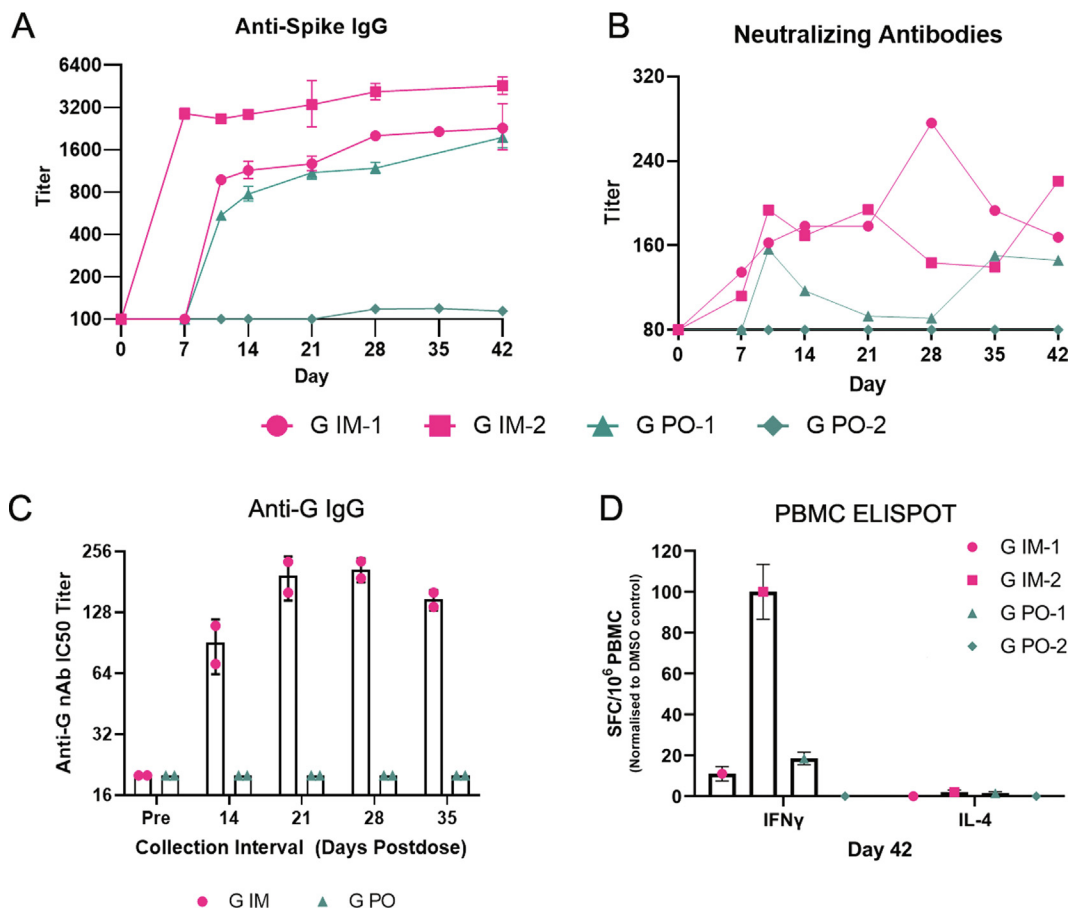 A
Anti-Spike IgG
Titer
6400
3200
1600
800
400
200
100
0 7 14 21 28 35 42
Day
B
Neutralizing Antibodies
Titer
320
240
160
80
0 7 14 21 28 35 42
Day
G IM-1 G IM-2 G PO-1 G PO-2
C
Anti-G IgG
Anti-G nAb IC50 Titer
256
128
64
32
16
Pre 14 21 28 35
Collection Interval (Days Postdose)
G IM G PO
D
PBMC ELISPOT
SFC/10⁶ PBMC
(Normalised to DMSO control)
120
100
80
60
40
20
0
IFNγ IL-4
Day 42
G IM-1
G IM-2
G PO-1
G PO-2